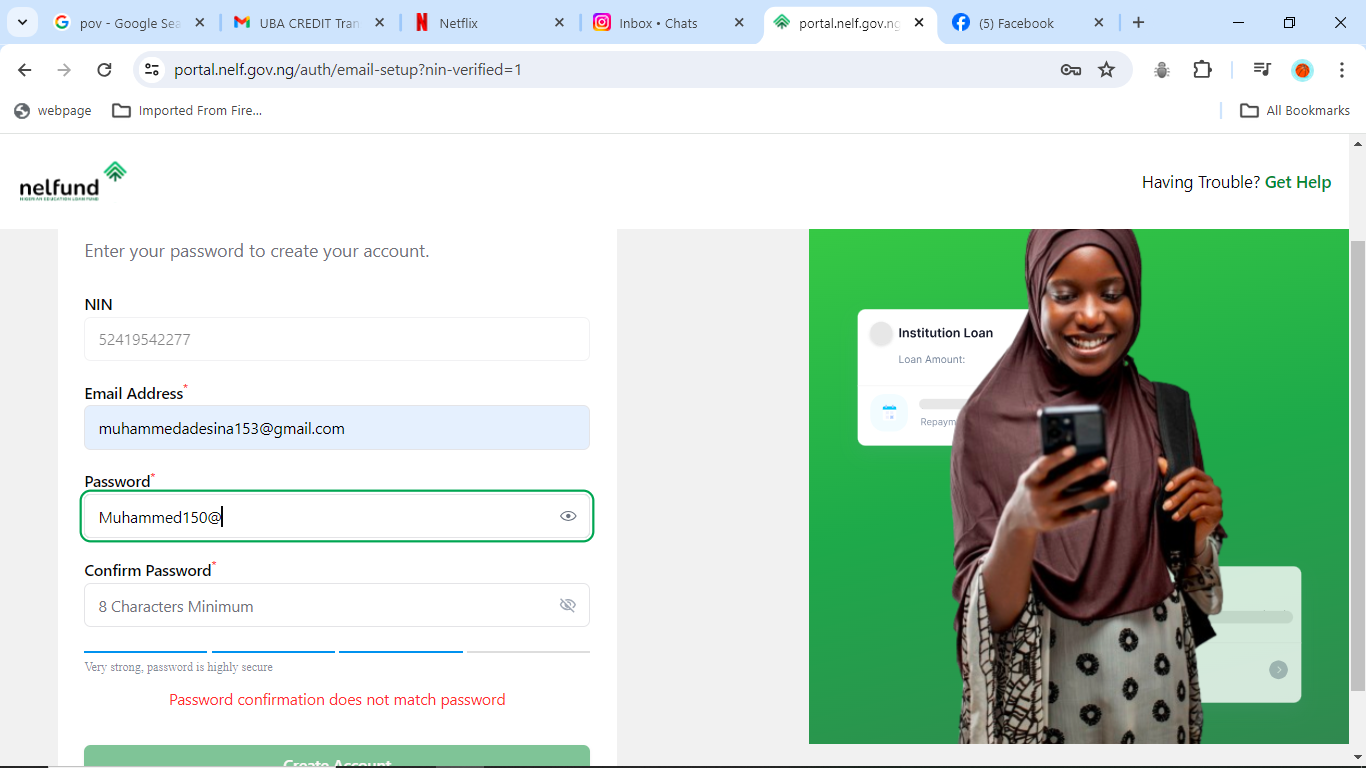 pov - Google Sea
UBA CREDIT Tran
Netflix
Inbox • Chats
portal.nelf.gov.ng
(5) Facebook
portal.nelf.gov.ng/auth/email-setup?nin-verified=1
webpage
Imported From Fire...
All Bookmarks
nelfund
NIGERIAN EDUCATION LOAN FUND
Having Trouble? Get Help
Enter your password to create your account.
NIN
52419542277
Email Address*
muhammedadesina153@gmail.com
Password*
Muhammed150@
Confirm Password*
8 Characters Minimum
Very strong, password is highly secure
Password confirmation does not match password
Create Account
Institution Loan
Loan Amount:
Repaym